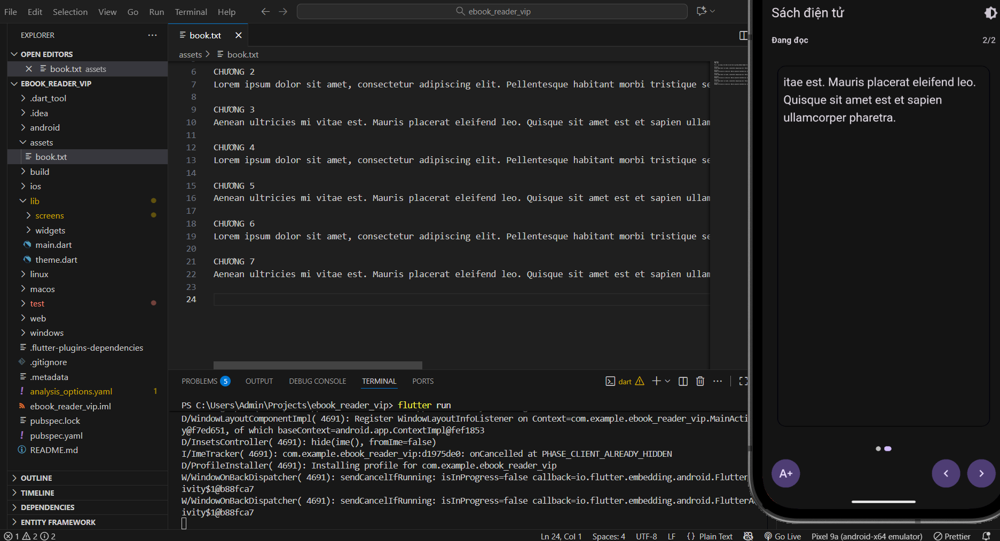 File Edit Selection View Go Run Terminal Help
ebook_reader_vip
EXPLORER
OPEN EDITORS
book.txt assets
EBOOK_READER_VIP
.dart_tool
.idea
android
assets
book.txt
build
ios
lib
screens
widgets
main.dart
theme.dart
linux
macos
test
web
windows
.flutter-plugins-dependencies
.gitignore
.metadata
! analysis_options.yaml 1
ebook_reader_vip.iml
pubspec.lock
! pubspec.yaml
README.md
OUTLINE
TIMELINE
DEPENDENCIES
ENTITY FRAMEWORK
book.txt
assets > book.txt
6 CHƯƠNG 2
7 Lorem ipsum dolor sit amet, consectetur adipiscing elit. Pellentesque habitant morbi tristique se
8
9 CHƯƠNG 3
10 Aenean ultricies mi vitae est. Mauris placerat eleifend leo. Quisque sit amet est et sapien ullam
11
12 CHƯƠNG 4
13 Lorem ipsum dolor sit amet, consectetur adipiscing elit. Pellentesque habitant morbi tristique se
14
15 CHƯƠNG 5
16 Aenean ultricies mi vitae est. Mauris placerat eleifend leo. Quisque sit amet est et sapien ullam
17
18 CHƯƠNG 6
19 Lorem ipsum dolor sit amet, consectetur adipiscing elit. Pellentesque habitant morbi tristique se
20
21 CHƯƠNG 7
22 Aenean ultricies mi vitae est. Mauris placerat eleifend leo. Quisque sit amet est et sapien ullam
23
24
PROBLEMS 5 OUTPUT DEBUG CONSOLE TERMINAL PORTS
dart
PS C:\Users\Admin\Projects\ebook_reader_vip> flutter run
D/WindowLayoutComponentImpl( 4691): Register WindowLayoutInfoListener on Context=com.example.ebook_reader_vip.MainActi
y@f7ed651, of which baseContext=android.app.ContextImpl@fef1853
D/InsetsController( 4691): hide(ime(), fromIme=false)
I/ImeTracker( 4691): com.example.ebook_reader_vip:d1975de0: onCancelled at PHASE_CLIENT_ALREADY_HIDDEN
D/ProfileInstaller( 4691): Installing profile for com.example.ebook_reader_vip
W/WindowOnBackDispatcher( 4691): sendCancelIfRunning: isInProgress=false callback=io.flutter.embedding.android.Flutter
ivity$1@b88fca7
W/WindowOnBackDispatcher( 4691): sendCancelIfRunning: isInProgress=false callback=io.flutter.embedding.android.FlutterA
ivity$1@b88fca7
Sách điện tử
Đang đọc 2/2
itae est. Mauris placerat eleifend leo.
Quisque sit amet est et sapien
ullamcorper pharetra.
A+ < >
1 2 2 Ln 24, Col 1 Spaces: 4 UTF-8 LF {} Plain Text Go Live Pixel 9a (android-x64 emulator) Prettier